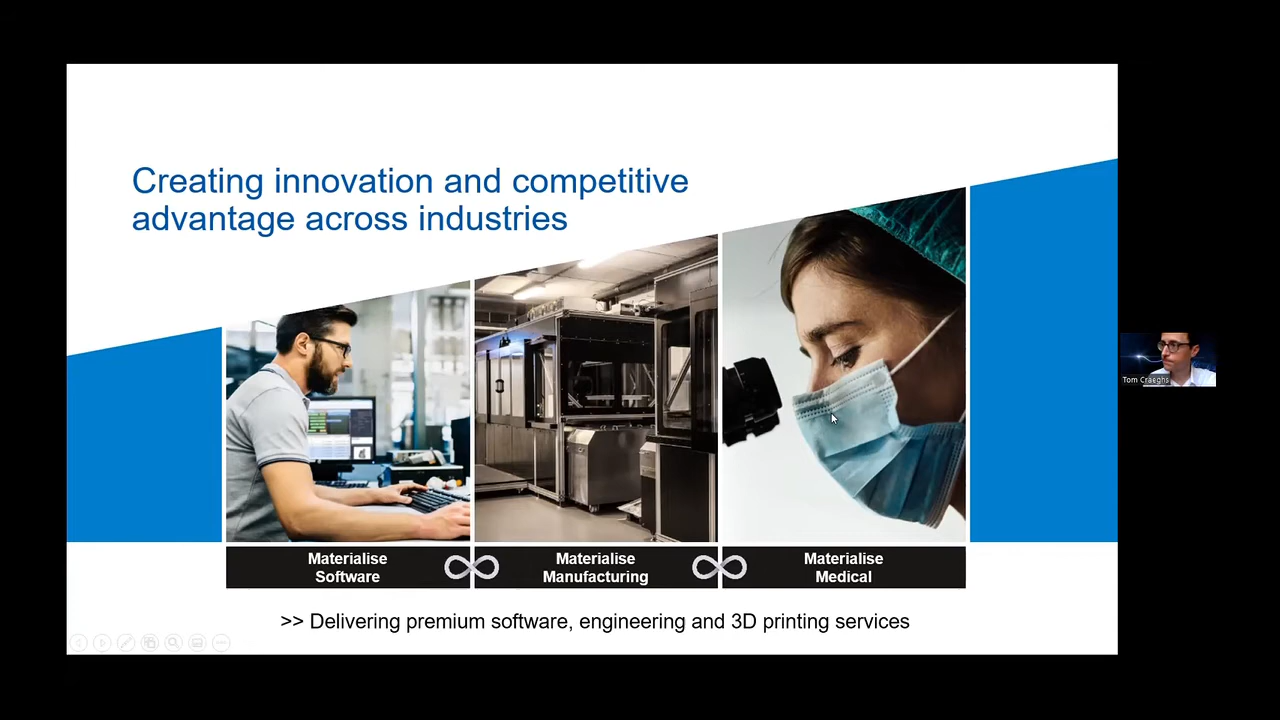 Creating innovation and competitive
advantage across industries
Materialise
Software
Materialise
Manufacturing
Materialise
Medical
>> Delivering premium software, engineering and 3D printing services
Tom Craeghs